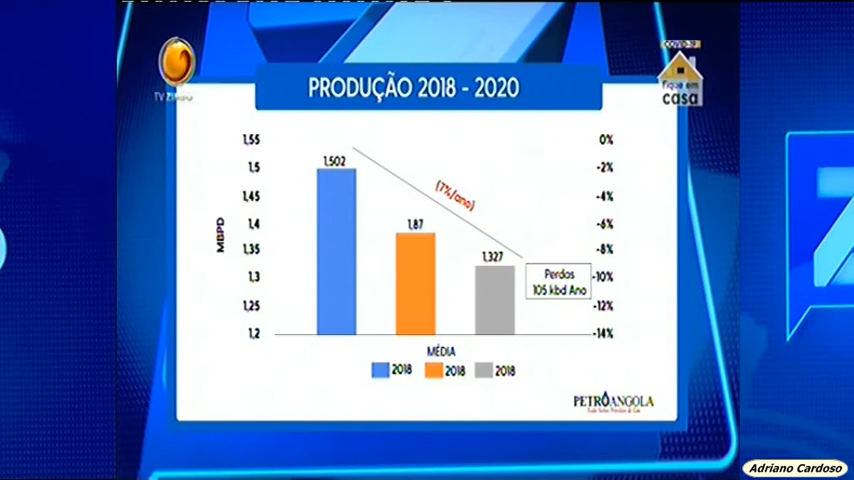 COVID-19
fique em
casa
TV ZIMBO
PRODUÇÃO 2018 - 2020
1,55
1,5
1,45
1,4
1,35
1,3
1,25
1,2
MBPD
1,502
1,87
1,327
(7%/ano)
Perdas
105 kbd Ano
0%
-2%
-4%
-6%
-8%
-10%
-12%
-14%
MÉDIA
2018 2018 2018
PETROANGOLA
Adriano Cardoso